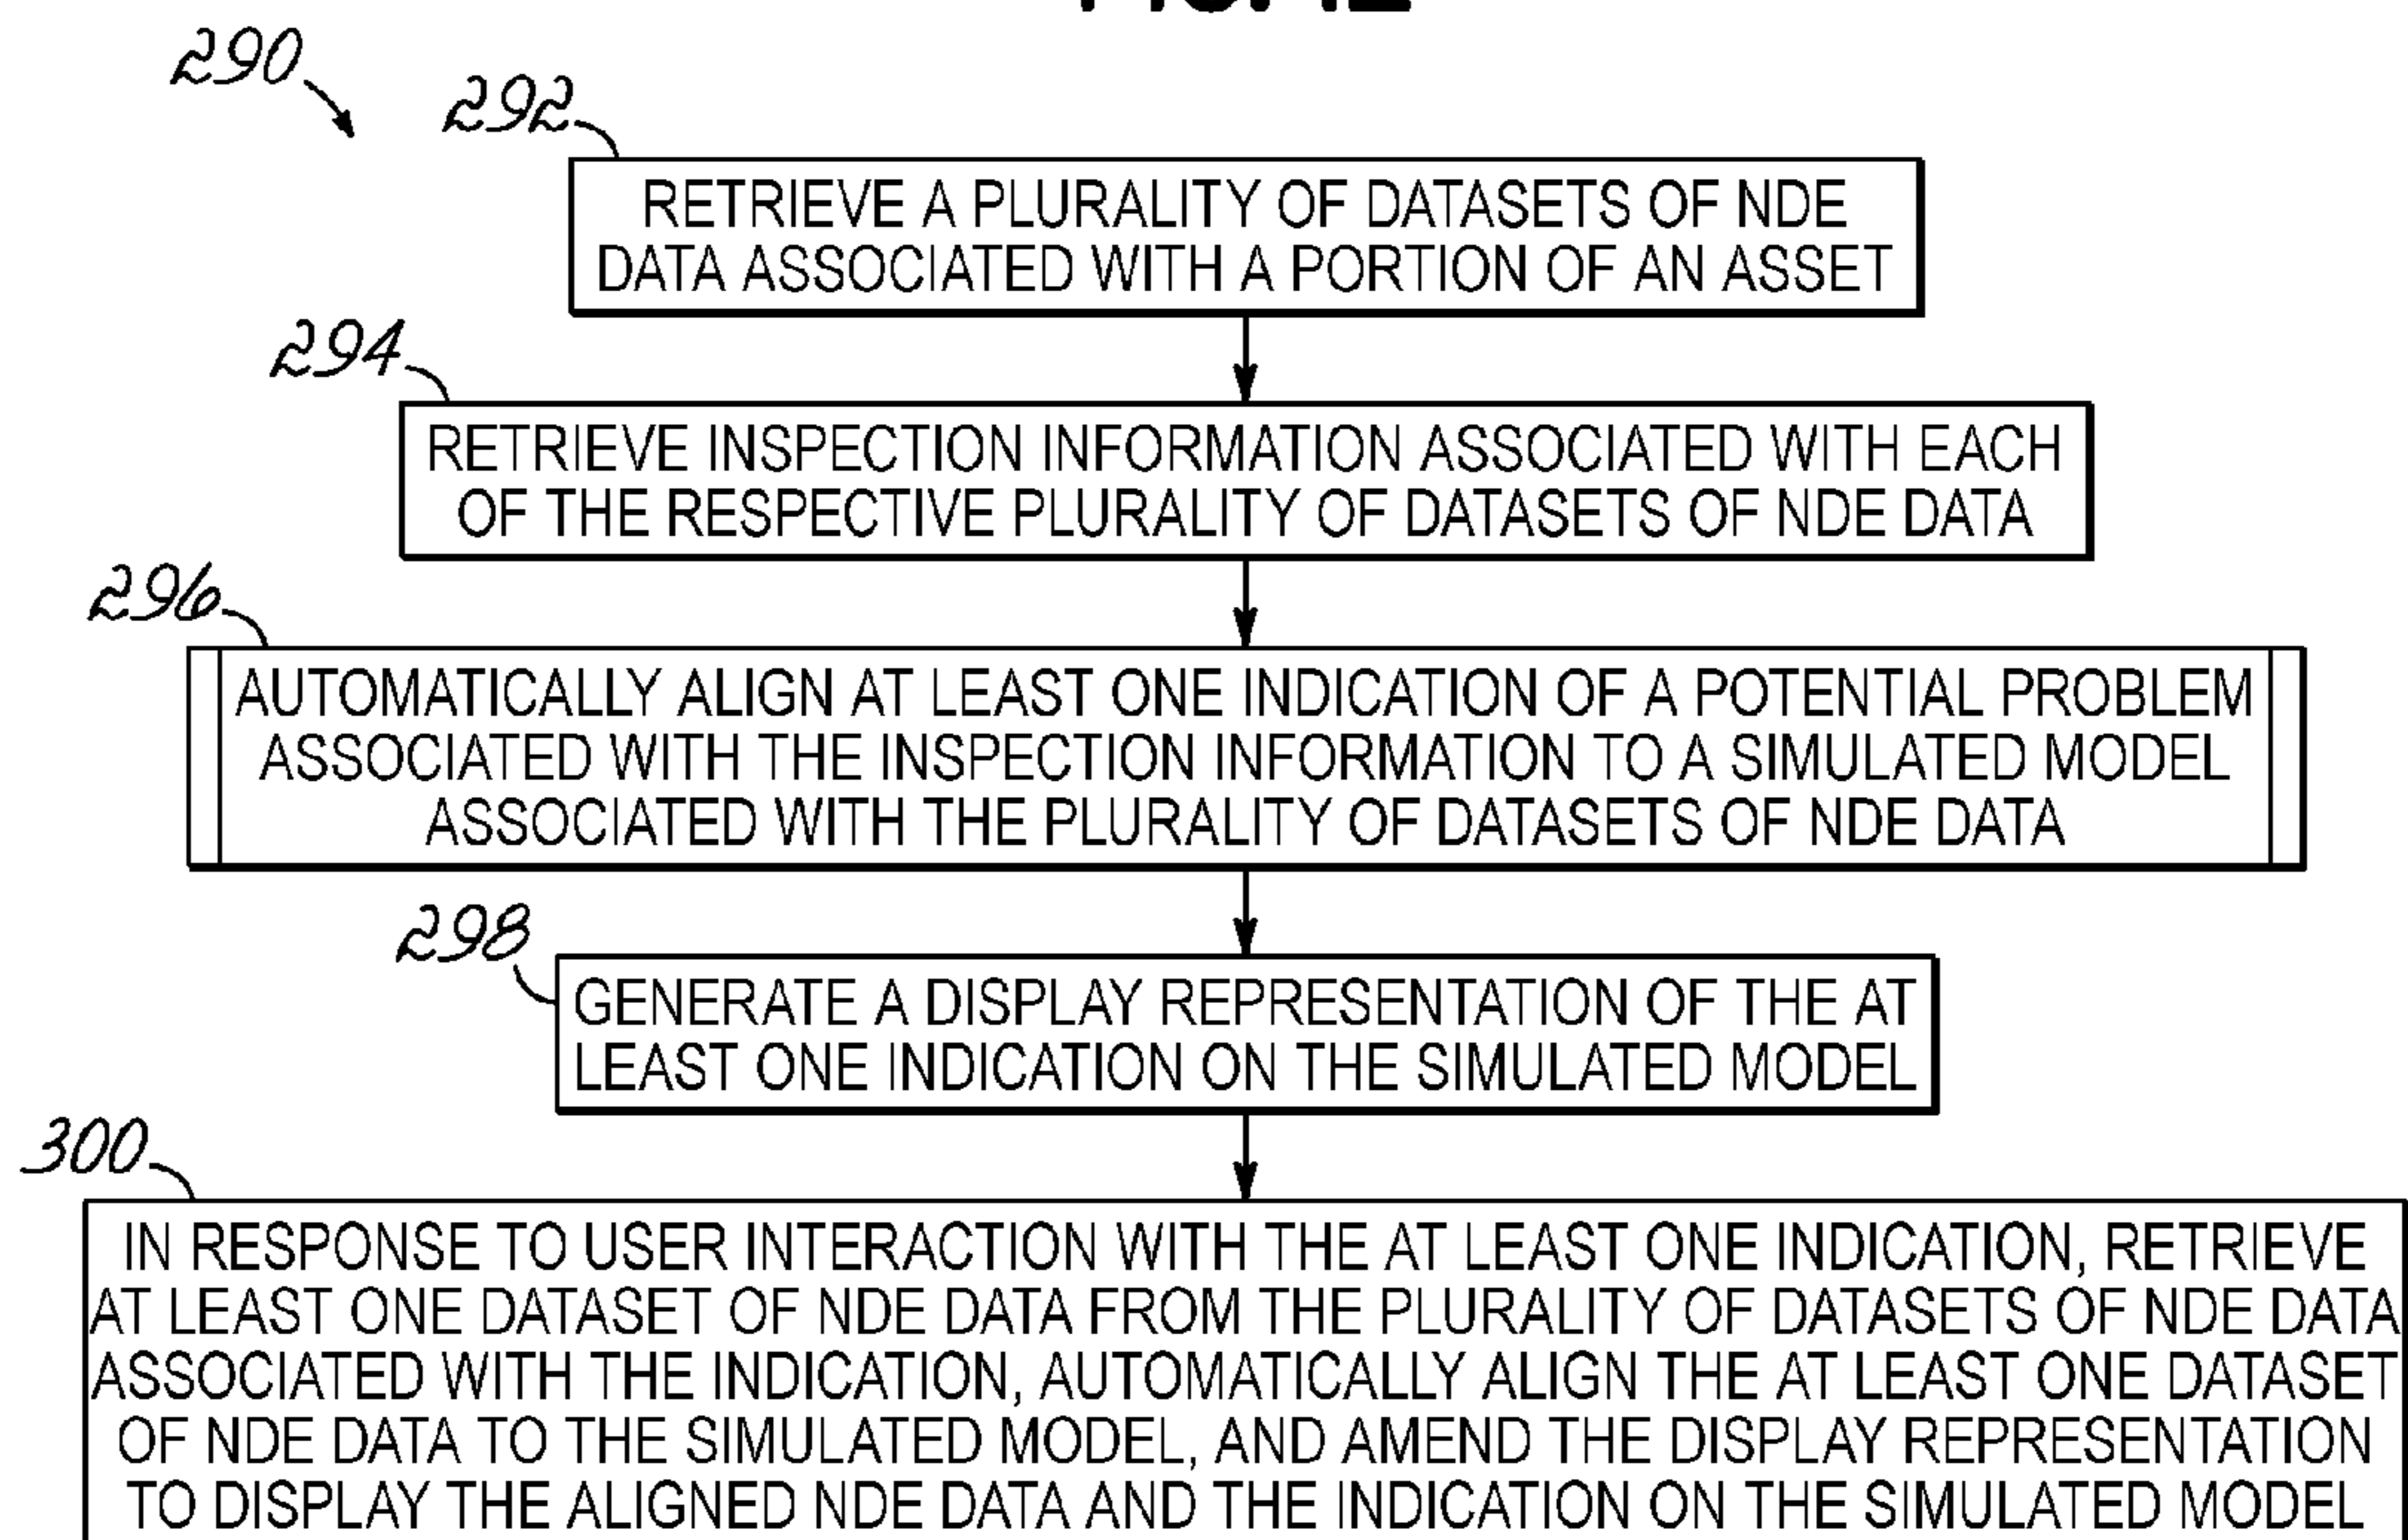 290
292
RETRIEVE A PLURALITY OF DATASETS OF NDE
DATA ASSOCIATED WITH A PORTION OF AN ASSET
294
RETRIEVE INSPECTION INFORMATION ASSOCIATED WITH EACH
OF THE RESPECTIVE PLURALITY OF DATASETS OF NDE DATA
296
AUTOMATICALLY ALIGN AT LEAST ONE INDICATION OF A POTENTIAL PROBLEM
ASSOCIATED WITH THE INSPECTION INFORMATION TO A SIMULATED MODEL
ASSOCIATED WITH THE PLURALITY OF DATASETS OF NDE DATA
298
GENERATE A DISPLAY REPRESENTATION OF THE AT
LEAST ONE INDICATION ON THE SIMULATED MODEL
300
IN RESPONSE TO USER INTERACTION WITH THE AT LEAST ONE INDICATION, RETRIEVE
AT LEAST ONE DATASET OF NDE DATA FROM THE PLURALITY OF DATASETS OF NDE DATA
ASSOCIATED WITH THE INDICATION, AUTOMATICALLY ALIGN THE AT LEAST ONE DATASET
OF NDE DATA TO THE SIMULATED MODEL, AND AMEND THE DISPLAY REPRESENTATION
TO DISPLAY THE ALIGNED NDE DATA AND THE INDICATION ON THE SIMULATED MODEL